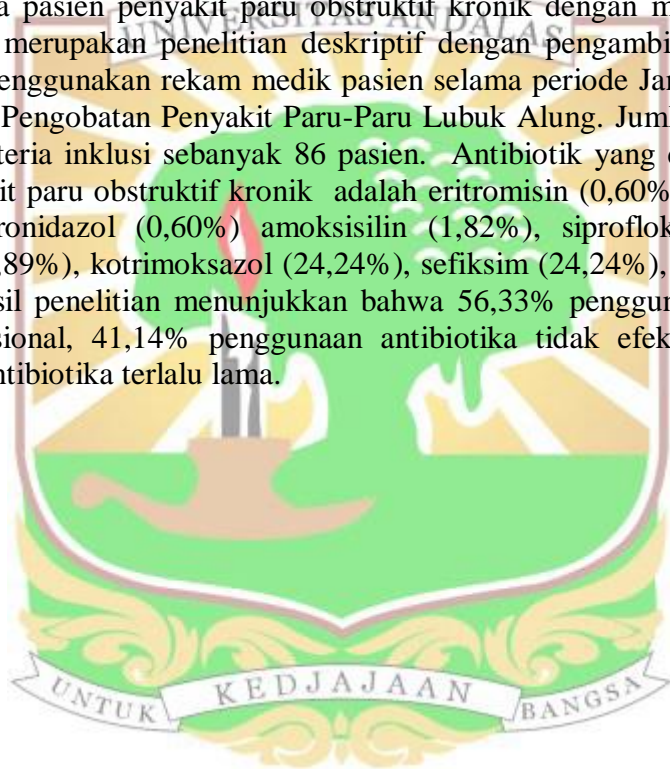 a pasien penyakit paru obstruktif kronik dengan m
UNIVERSITAS ANDALAS
merupakan penelitian deskriptif dengan pengambi
enggunakan rekam medik pasien selama periode Jan
Pengobatan Penyakit Paru-Paru Lubuk Alung. Juml
teria inklusi sebanyak 86 pasien. Antibiotik yang
it paru obstruktif kronik adalah eritromisin (0,60%
ronidazol (0,60%) amoksisilin (1,82%), siproflok
,89%), kotrimoksazol (24,24%), sefiksim (24,24%),
sil penelitian menunjukkan bahwa 56,33% penggun
sional, 41,14% penggunaan antibiotika tidak efek
ntibiotika terlalu lama.
UNTUK KEDJAJAAN BANGSA